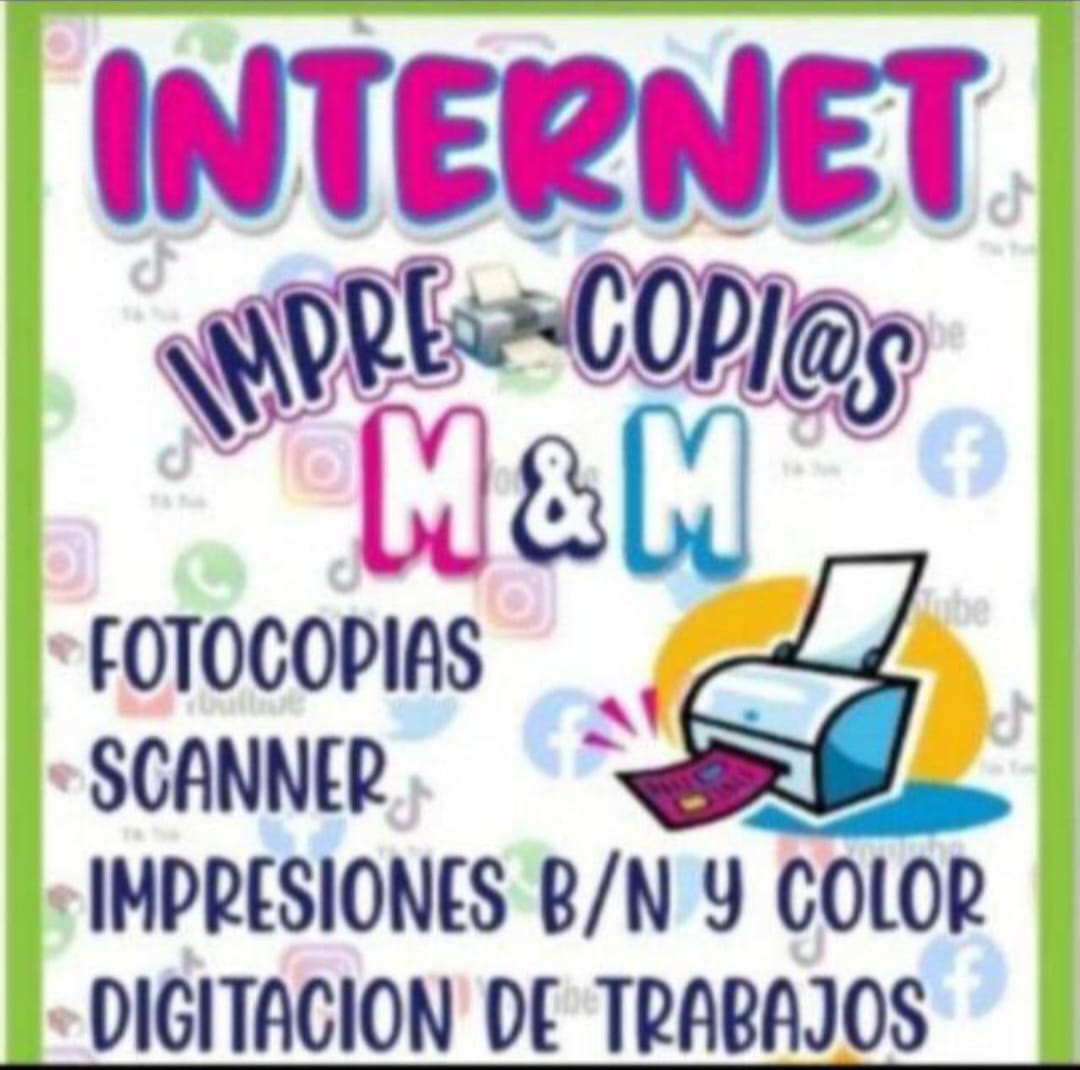 INTERNET
IMPRE COPI@S
M & M
FOTOCOPIAS
SCANNER
IMPRESIONES B/N Y COLOR
DIGITACION DE TRABAJOS